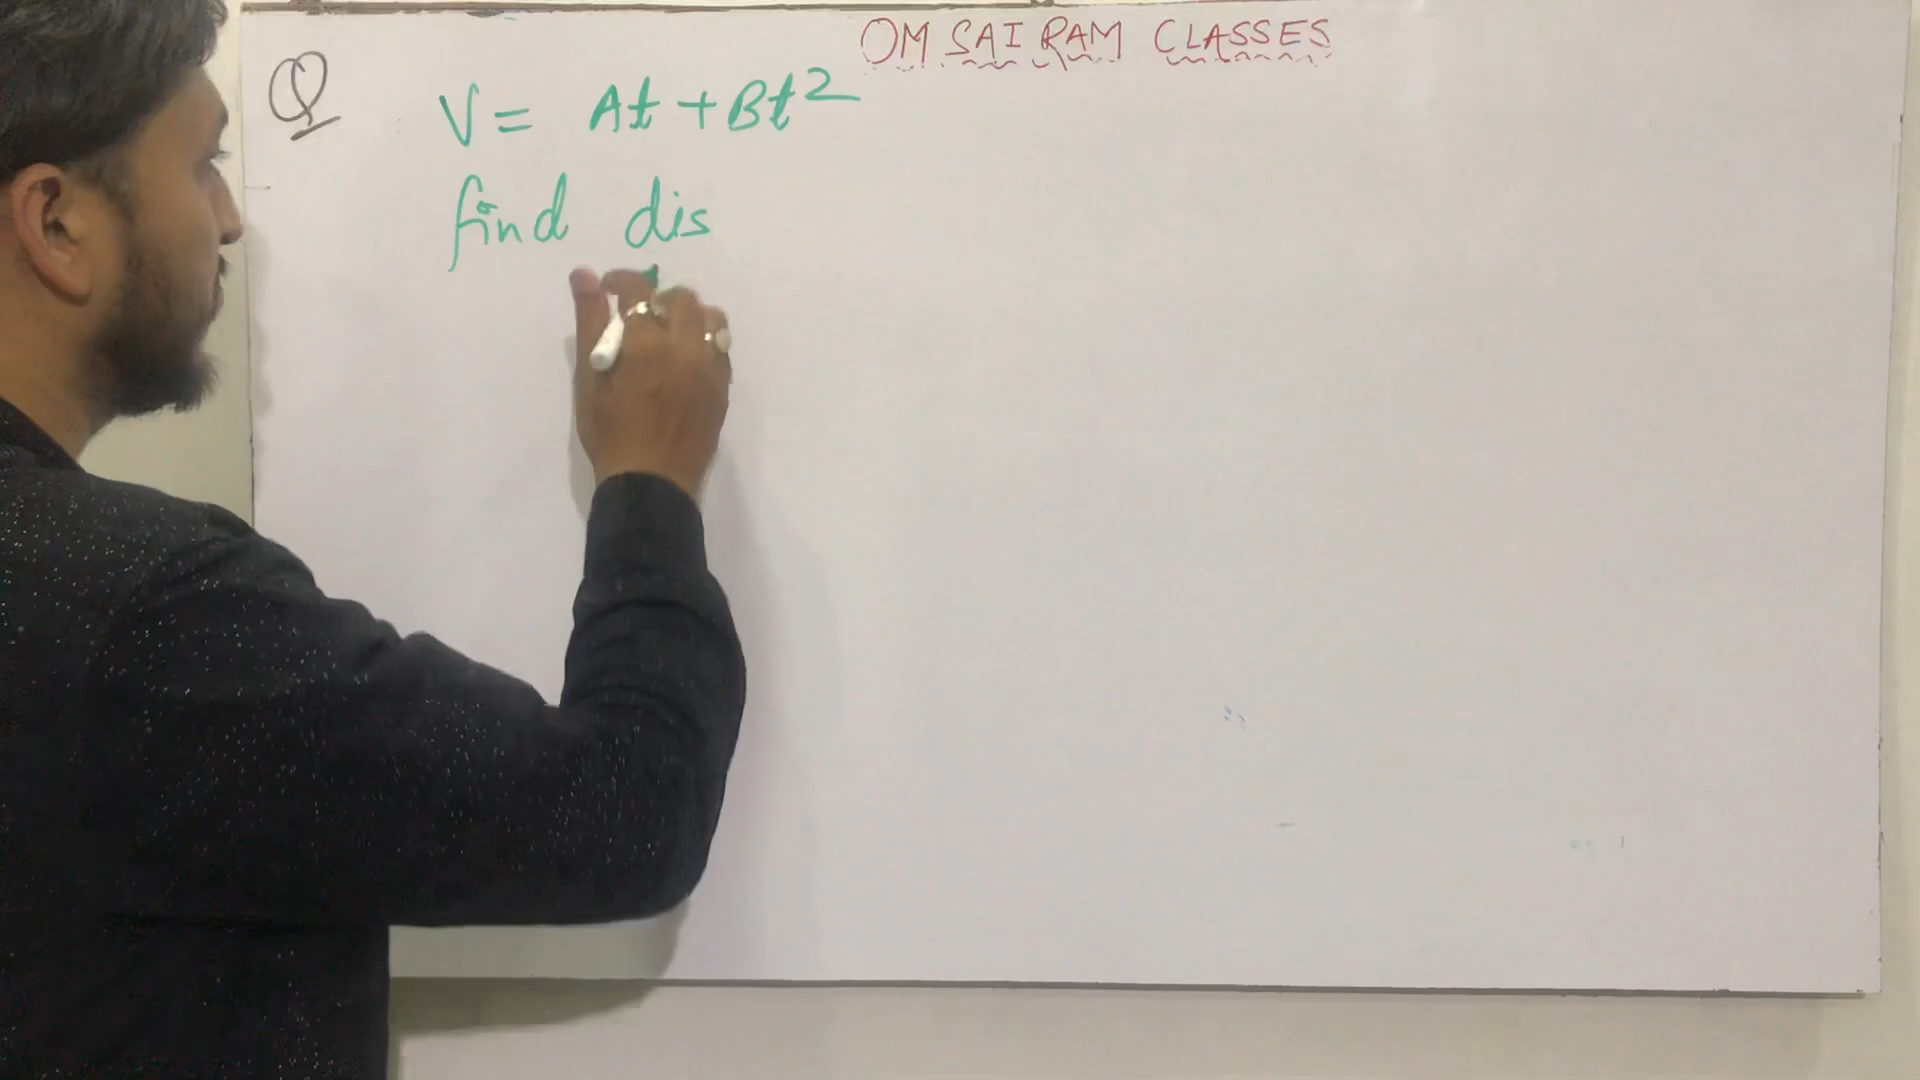 OM SAI RAM CLASSES
Q V = At + Bt²
find dis